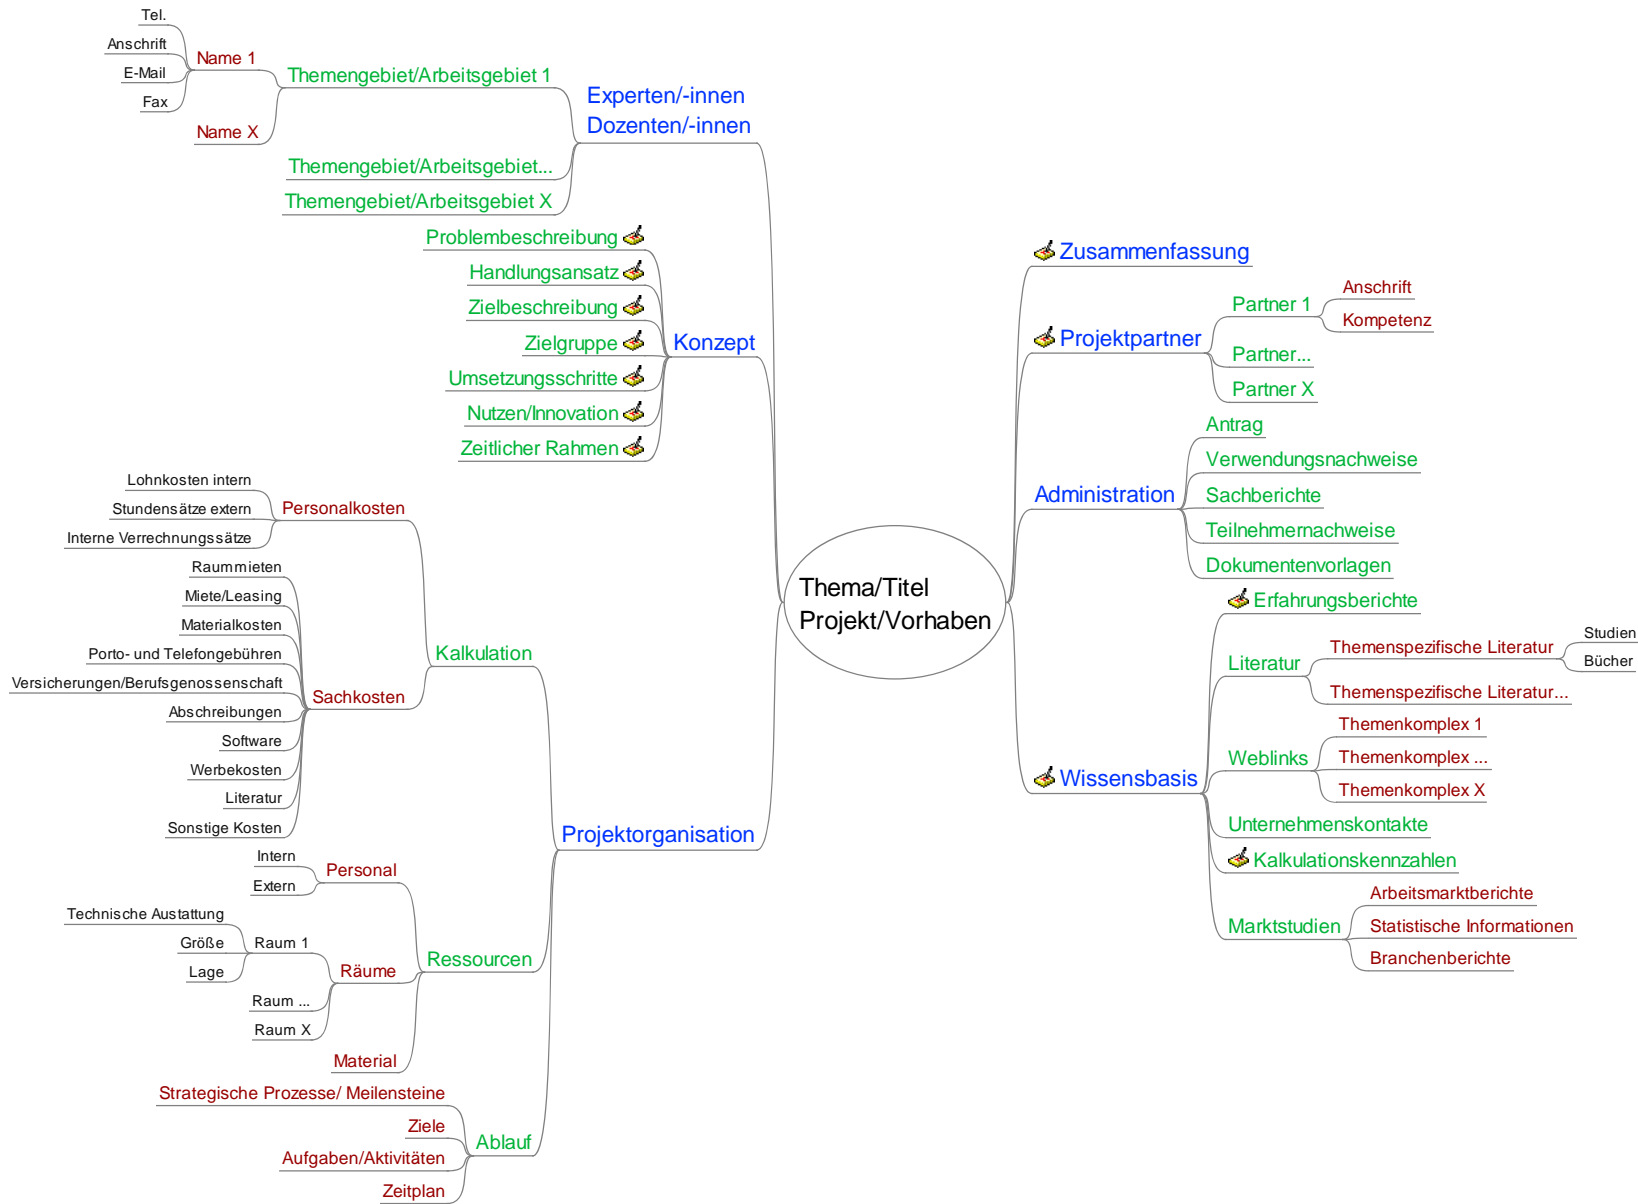 Tel.
Anschrift
E-Mail
Fax
Name 1
Name X
Themengebiet/Arbeitsgebiet 1
Themengebiet/Arbeitsgebiet...
Themengebiet/Arbeitsgebiet X
Experten/-innen
Dozenten/-innen
Problembeschreibung
Handlungsansatz
Zielbeschreibung
Zielgruppe
Umsetzungsschritte
Nutzen/Innovation
Zeitlicher Rahmen
Konzept
Lohnkosten intern
Stundensätze extern
Interne Verrechnungssätze
Personalkosten
Raummieten
Miete/Leasing
Materialkosten
Porto- und Telefongebühren
Versicherungen/Berufsgenossenschaft
Abschreibungen
Software
Werbekosten
Literatur
Sonstige Kosten
Sachkosten
Kalkulation
Intern
Extern
Personal
Technische Austattung
Größe
Lage
Raum 1
Raum ...
Raum X
Räume
Material
Ressourcen
Strategische Prozesse/ Meilensteine
Ziele
Aufgaben/Aktivitäten
Zeitplan
Ablauf
Projektorganisation
Thema/Titel
Projekt/Vorhaben
Zusammenfassung
Projektpartner
Partner 1
Anschrift
Kompetenz
Partner...
Partner X
Administration
Antrag
Verwendungsnachweise
Sachberichte
Teilnehmernachweise
Dokumentenvorlagen
Wissensbasis
Erfahrungsberichte
Literatur
Themenspezifische Literatur
Studien
Bücher
Themenspezifische Literatur...
Weblinks
Themenkomplex 1
Themenkomplex ...
Themenkomplex X
Unternehmenskontakte
Kalkulationskennzahlen
Marktstudien
Arbeitsmarktberichte
Statistische Informationen
Branchenberichte